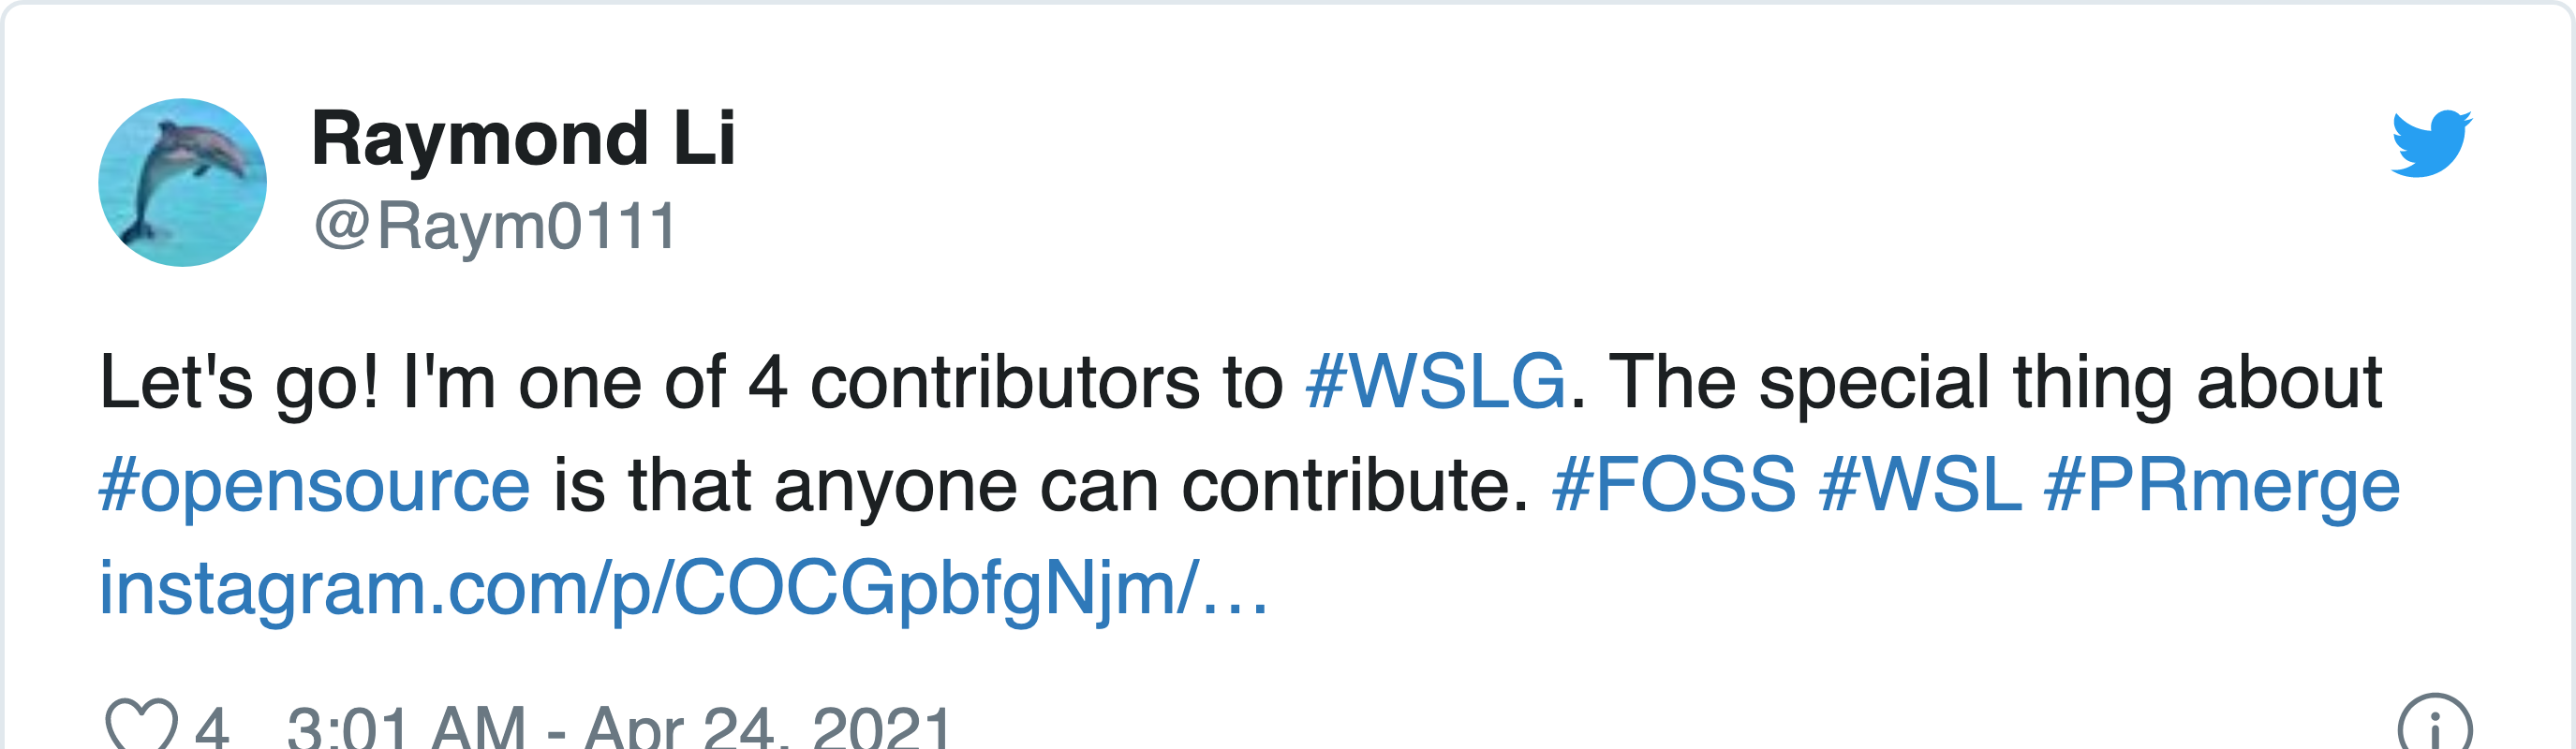 Raymond Li
@Raym0111
Let's go! I'm one of 4 contributors to #WSLG. The special thing about
#opensource is that anyone can contribute. #FOSS #WSL #PRmerge
instagram.com/p/COCGpbfgNjm/…
4 3:01 AM - Apr 24, 2021